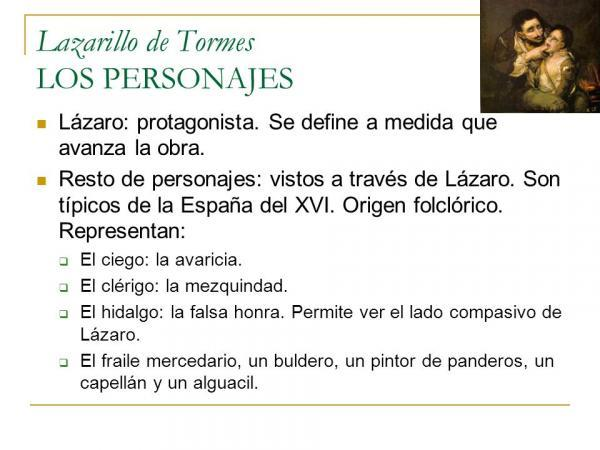 Lazarillo de Tormes
LOS PERSONAJES
Lázaro: protagonista. Se define a medida que
avanza la obra.
Resto de personajes: vistos a través de Lázaro. Son
típicos de la España del XVI. Origen folclórico.
Representan:
El ciego: la avaricia.
El clérigo: la mezquindad.
El hidalgo: la falsa honra. Permite ver el lado compasivo de
Lázaro.
El fraile mercedario, un buldero, un pintor de panderos, un
capellán y un alguacil.